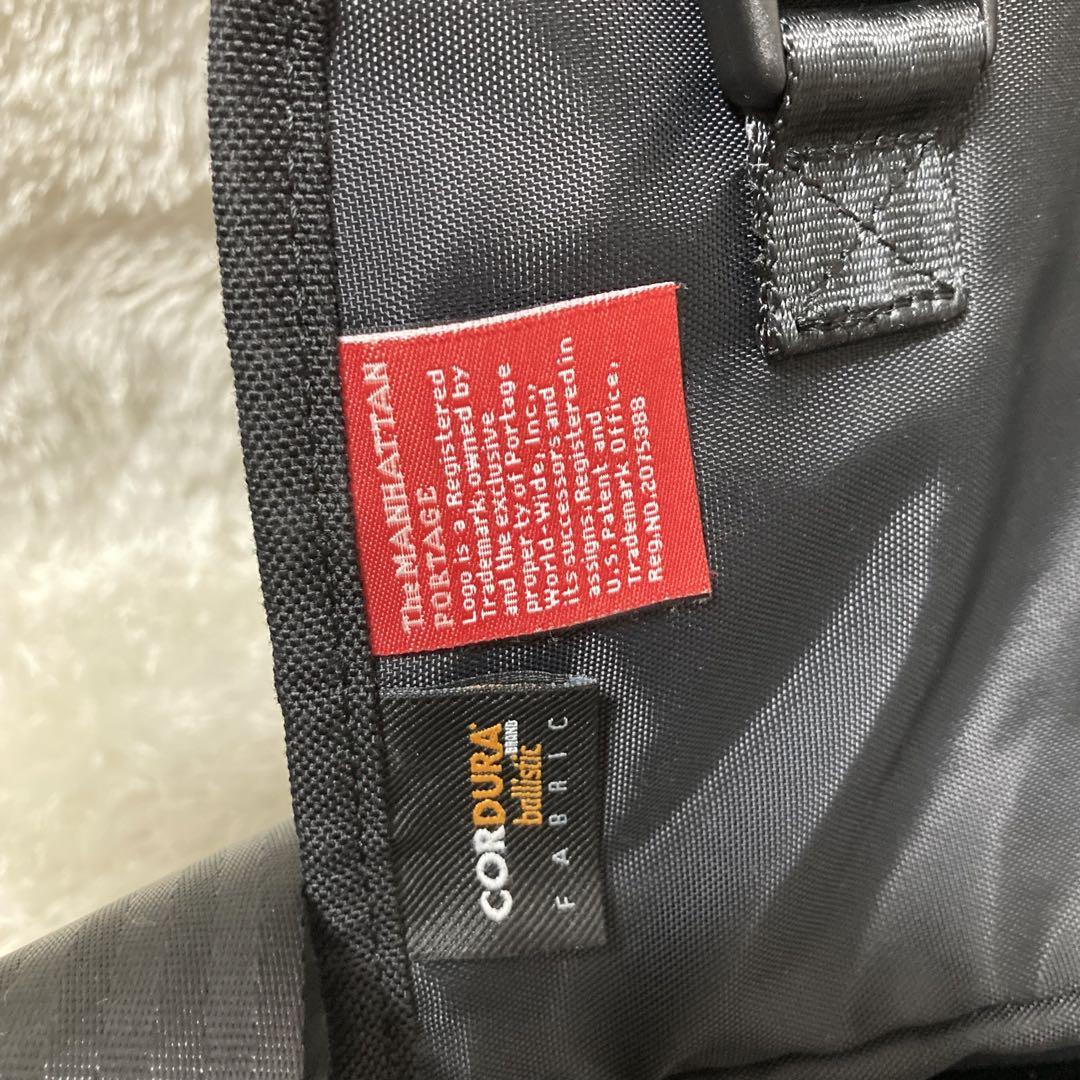 The MANHATTAN
PORTAGE
Logo is a Registered
Trademark, owned by
and the exclusive
property of Portage
World-Wide, Inc.,
its successors and
assigns. Registered in
U.S. Patent and
Trademark Office,
Reg.NO.2075388
CORDURA®
BRAND
ballistic
FABRIC